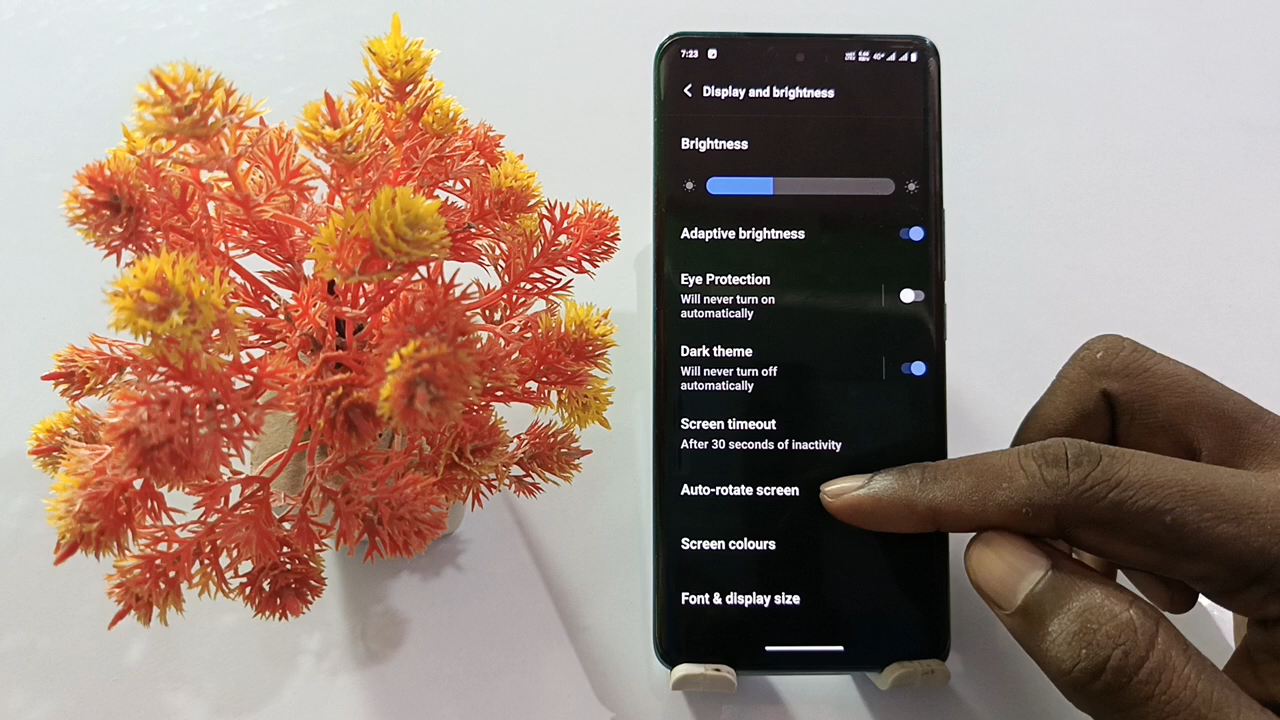 7:23
4G
Display and brightness
Brightness
Adaptive brightness
Eye Protection
Will never turn on
automatically
Dark theme
Will never turn off
automatically
Screen timeout
After 30 seconds of inactivity
Auto-rotate screen
Screen colours
Font & display size